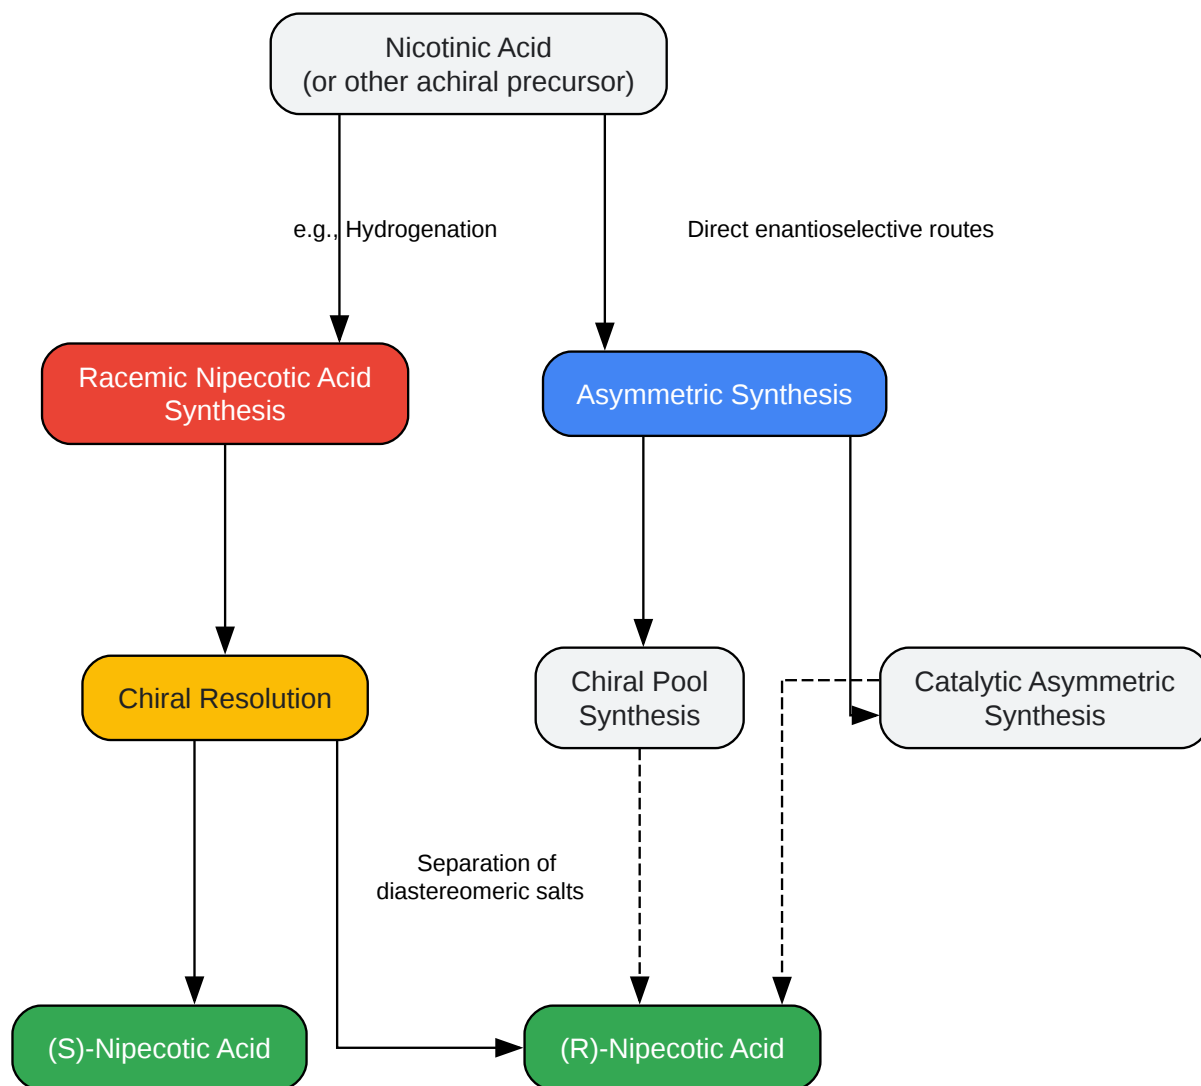 Nicotinic Acid
(or other achiral precursor)
e.g., Hydrogenation
Direct enantioselective routes
Racemic Nipecotic Acid
Synthesis
Asymmetric Synthesis
Chiral Resolution
Chiral Pool
Synthesis
Catalytic Asymmetric
Synthesis
Separation of
diastereomeric salts
(S)-Nipecotic Acid
(R)-Nipecotic Acid